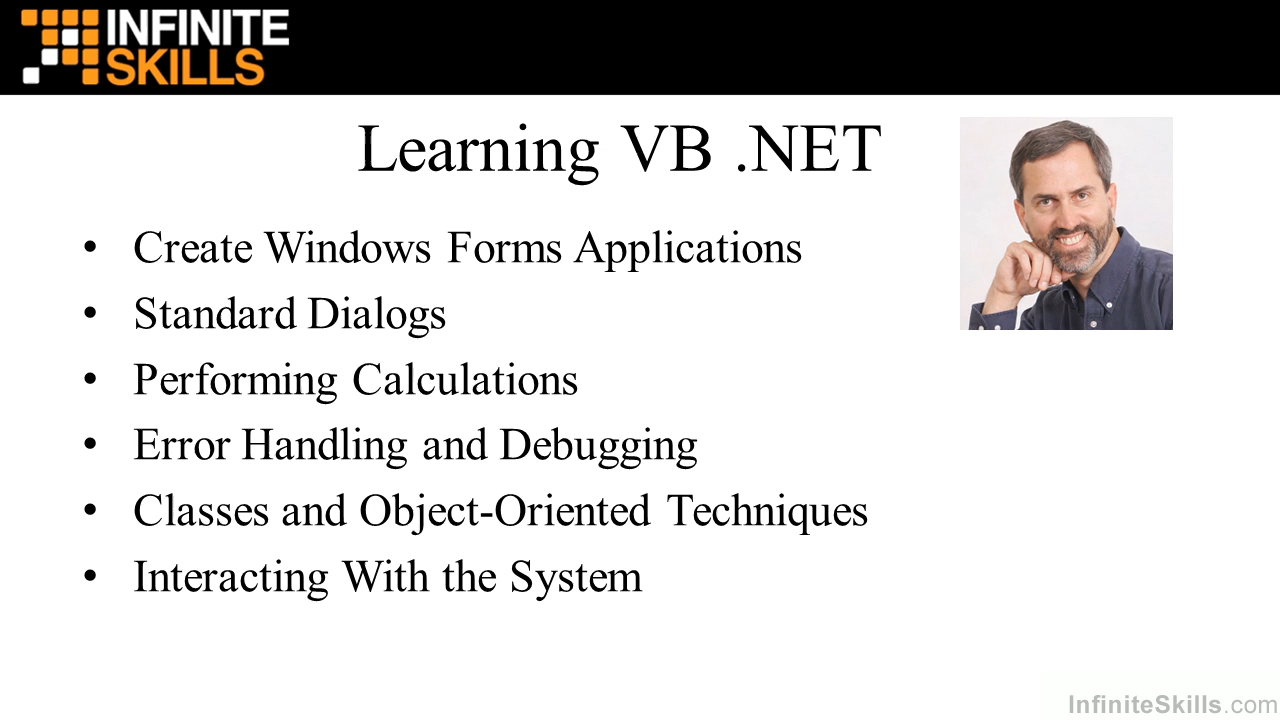 INFINITE
SKILLS
Learning VB .NET
• Create Windows Forms Applications
• Standard Dialogs
• Performing Calculations
• Error Handling and Debugging
• Classes and Object-Oriented Techniques
• Interacting With the System
InfiniteSkills.com